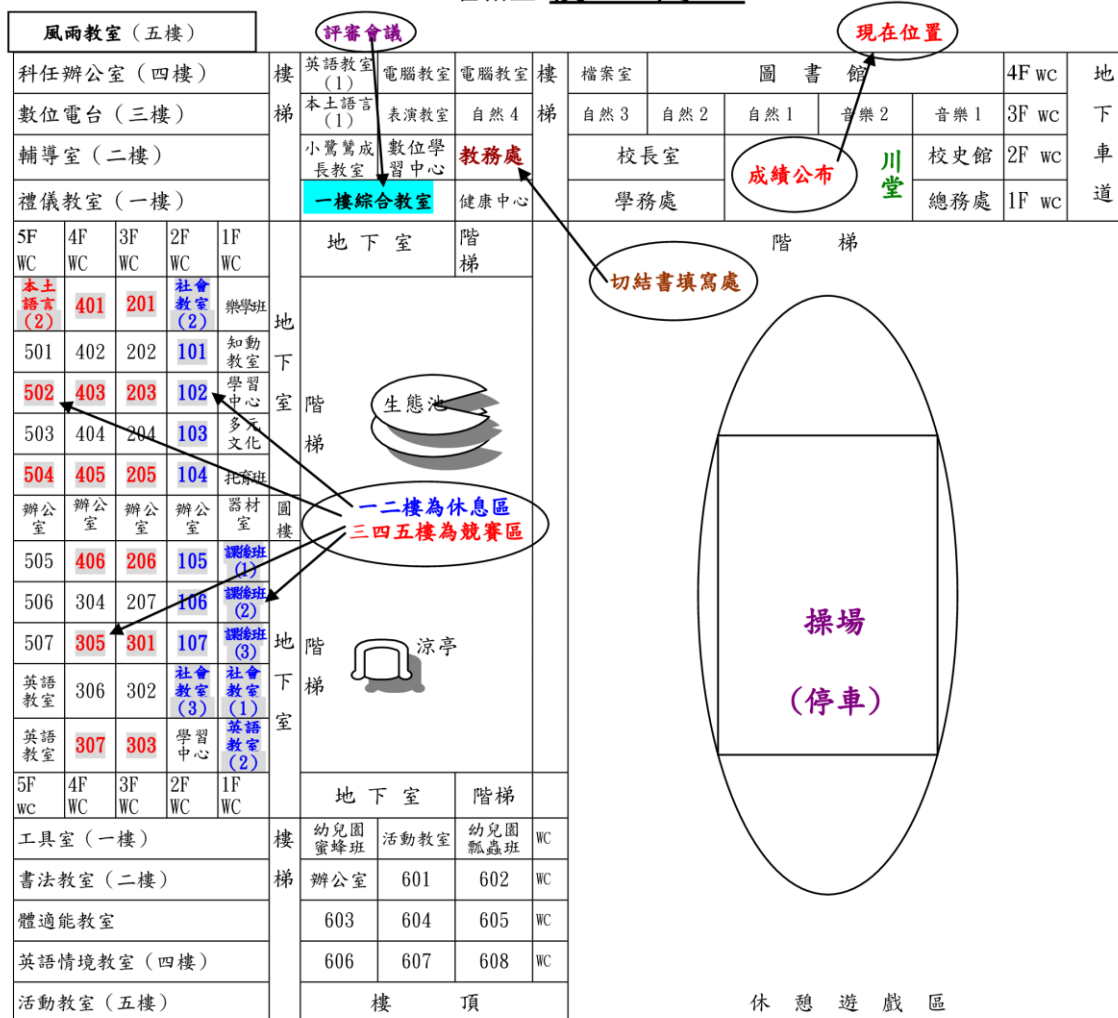 風雨教室（五樓）
評審會議
現在位置
科任辦公室（四樓）
樓梯
英語教室(1)
電腦教室
電腦教室
樓梯
檔案室
圖書館
4F wc
地下車道
數位電台（三樓）
本土語言(1)
表演教室
自然4
自然3
自然2
自然1
音樂2
音樂1
3F wc
輔導室（二樓）
小鷺鷥成長教室
數位學習中心
教務處
校長室
成績公布
川堂
校史館
2F wc
禮儀教室（一樓）
一樓綜合教室
健康中心
學務處
總務處
1F wc
5F WC
4F WC
3F WC
2F WC
1F WC
地下室
階梯
階梯
切結書填寫處
本土語言(2)
401
201
社會教室(2)
樂學班
地下室
501
402
202
101
知動教室
502
403
203
102
學習中心
階梯
生態池
503
404
204
103
多元文化
504
405
205
104
托育班
辦公室
辦公室
辦公室
辦公室
器材室
圓樓
一二樓為休息區
三四五樓為競賽區
505
406
206
105
課後班(1)
506
304
207
106
課後班(2)
507
305
301
107
課後班(3)
地下室
階梯
涼亭
操場
(停車)
英語教室
306
302
社會教室(3)
社會教室(1)
英語教室
307
303
學習中心
英語教室(2)
5F wc
4F WC
3F WC
2F WC
1F WC
地下室
階梯
工具室（一樓）
樓梯
幼兒園蜜蜂班
活動教室
幼兒園瓢蟲班
WC
書法教室（二樓）
辦公室
601
602
WC
體適能教室
603
604
605
WC
英語情境教室（四樓）
606
607
608
WC
活動教室（五樓）
樓頂
休憩遊戲區